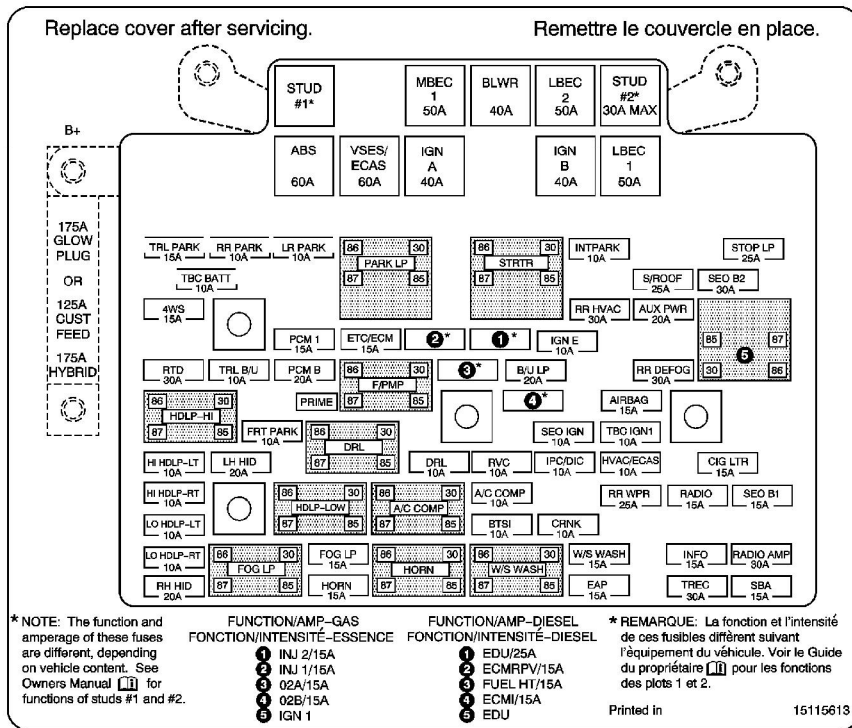 Replace cover after servicing. Remettre le couvercle en place.
STUD #1*
MBEC 1 50A
BLWR 40A
LBEC 2 50A
STUD #2* 30A MAX
B+
ABS 60A
VSES/ECAS 60A
IGN A 40A
IGN B 40A
LBEC 1 50A
175A GLOW PLUG
OR
125A CUST FEED
175A HYBRID
TRL PARK 15A
RR PARK 10A
LR PARK 10A
86 30
PARK LP
87 85
86 30
STRTR
87 85
INTPARK 10A
STOP LP 25A
TBC BATT 10A
S/ROOF 25A
SEO B2 30A
4WS 15A
RR HVAC 30A
AUX PWR 20A
85 87
5
30 86
PCM 1 15A
ETC/ECM 15A
2*
1*
IGN E 10A
RTD 30A
TRL B/U 10A
PCM B 20A
86 30
F/PMP
87 85
3*
B/U LP 20A
RR DEFOG 30A
86 30
HDLP-HI
87 85
PRIME
4*
AIRBAG 15A
FRT PARK 10A
86 30
DRL
87 85
SEO IGN 10A
TBC IGN1 10A
HI HDLP-LT 10A
LH HID 20A
DRL 10A
RVC 10A
IPC/DIC 10A
HVAC/ECAS 10A
CIG LTR 15A
HI HDLP-RT 10A
86 30
HDLP-LOW
87 85
86 30
A/C COMP
87 85
A/C COMP 10A
RR WPR 25A
RADIO 15A
SEO B1 15A
LO HDLP-LT 10A
BTSI 10A
CRNK 10A
LO HDLP-RT 10A
86 30
FOG LP
87 85
FOG LP 15A
86 30
HORN
87 85
86 30
W/S WASH
87 85
W/S WASH 15A
INFO 15A
RADIO AMP 30A
RH HID 20A
HORN 15A
EAP 15A
TREC 30A
SBA 15A
* NOTE: The function and
amperage of these fuses
are different, depending
on vehicle content. See
Owners Manual for
functions of studs #1 and #2.
FUNCTION/AMP-GAS
FONCTION/INTENSITÉ-ESSENCE
1 INJ 2/15A
2 INJ 1/15A
3 02A/15A
4 02B/15A
5 IGN 1
FUNCTION/AMP-DIESEL
FONCTION/INTENSITÉ-DIESEL
1 EDU/25A
2 ECMRPV/15A
3 FUEL HT/15A
4 ECMI/15A
5 EDU
* REMARQUE: La fonction et l'intensité
de ces fusibles diffèrent suivant
l'èquipement du véhicule. Voir le Guide
du propriétaire pour les fonctions
des plots 1 et 2.
Printed in 15115613